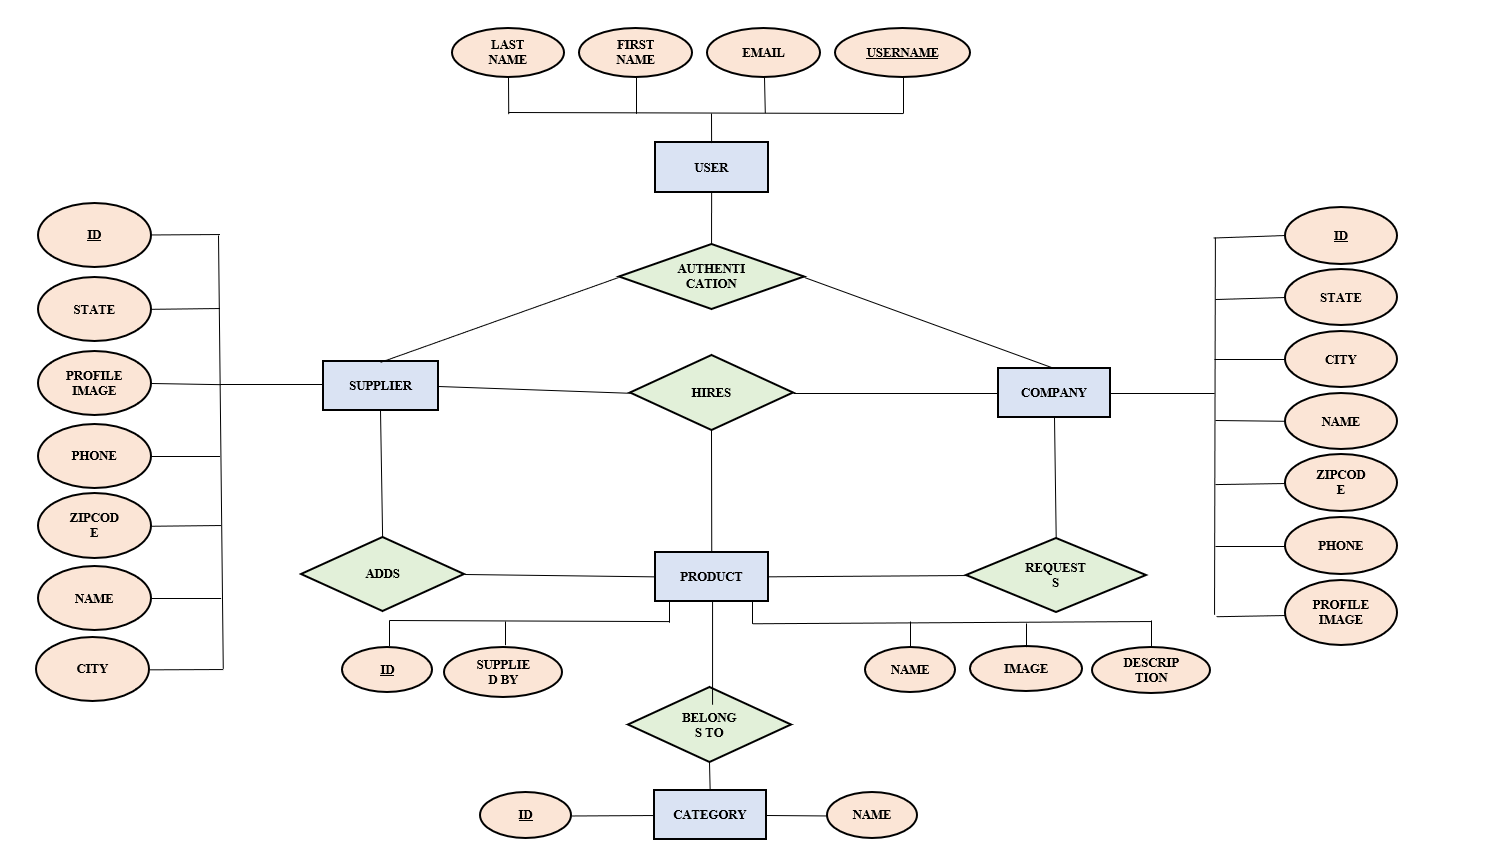 LAST
NAME
FIRST
NAME
EMAIL
USERNAME
USER
AUTHENTI
CATION
ID
STATE
PROFILE
IMAGE
PHONE
ZIPCOD
E
NAME
CITY
SUPPLIER
HIRES
COMPANY
ID
STATE
CITY
NAME
ZIPCOD
E
PHONE
PROFILE
IMAGE
ADDS
PRODUCT
REQUEST
S
ID
SUPPLIE
D BY
NAME
IMAGE
DESCRIP
TION
BELONG
S TO
ID
CATEGORY
NAME